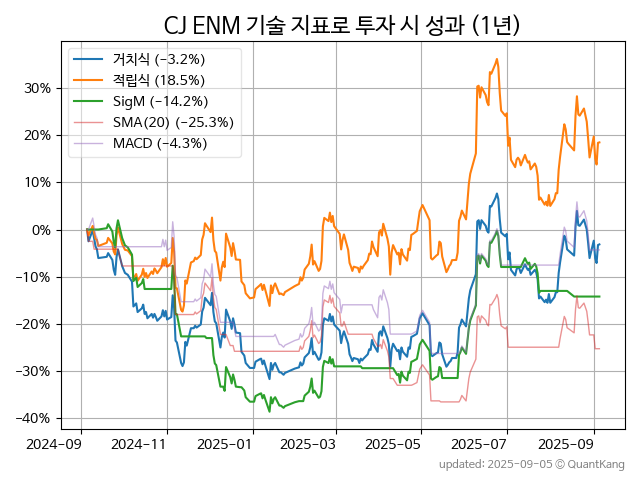 CJ ENM 기술 지표로 투자 시 성과 (1년)
거치식 (−3.2%)
적립식 (18.5%)
SigM (−14.2%)
SMA(20) (−25.3%)
MACD (−4.3%)
30%
20%
10%
0%
−10%
−20%
−30%
−40%
2024-09 2024-11 2025-01 2025-03 2025-05 2025-07 2025-09
updated: 2025-09-05 © QuantKang